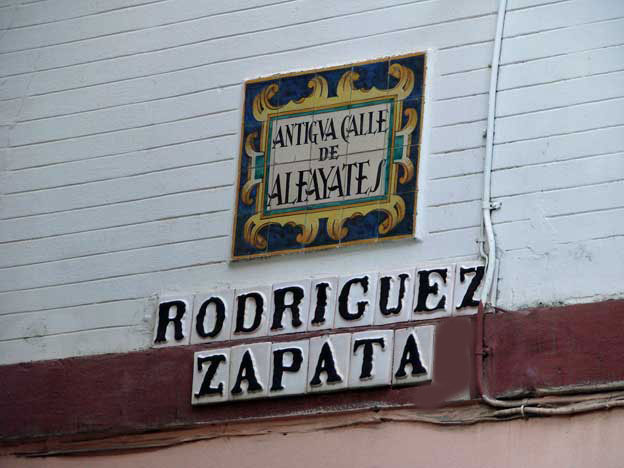 ANTIGVA CALLE
DE
ALFAYATES
RODRIGUEZ
ZAPATA